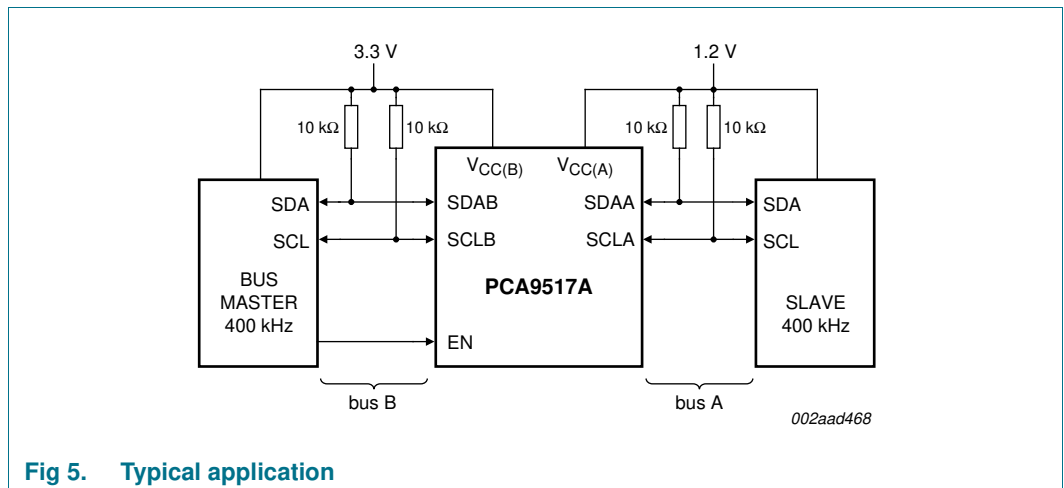 3.3 V
1.2 V
10 kΩ
10 kΩ
10 kΩ
10 kΩ
VCC(B)
VCC(A)
SDA
SDAB
SDAA
SDA
SCL
SCLB
SCLA
SCL
BUS
MASTER
400 kHz
PCA9517A
SLAVE
400 kHz
EN
bus B
bus A
002aad468
Fig 5. Typical application